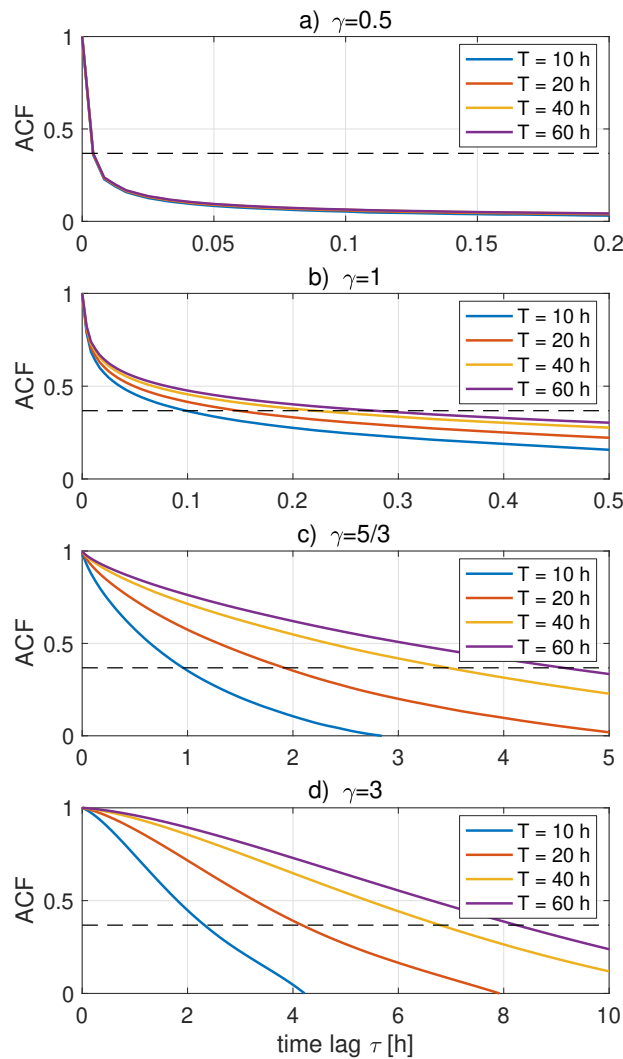 a) γ=0.5
1
0.5
0
ACF
T = 10 h
T = 20 h
T = 40 h
T = 60 h
0 0.05 0.1 0.15 0.2
b) γ=1
1
0.5
0
ACF
T = 10 h
T = 20 h
T = 40 h
T = 60 h
0 0.1 0.2 0.3 0.4 0.5
c) γ=5/3
1
0.5
0
ACF
T = 10 h
T = 20 h
T = 40 h
T = 60 h
0 1 2 3 4 5
d) γ=3
1
0.5
0
ACF
T = 10 h
T = 20 h
T = 40 h
T = 60 h
0 2 4 6 8 10
time lag τ [h]